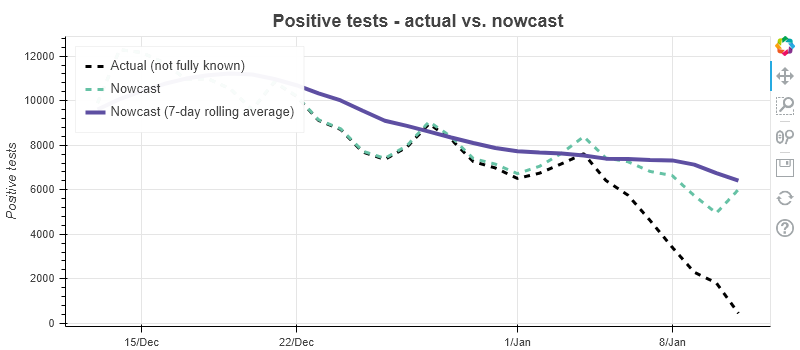 Positive tests - actual vs. nowcast
12000
10000
8000
6000
4000
2000
0
Positive tests
Actual (not fully known)
Nowcast
Nowcast (7-day rolling average)
15/Dec
22/Dec
1/Jan
8/Jan